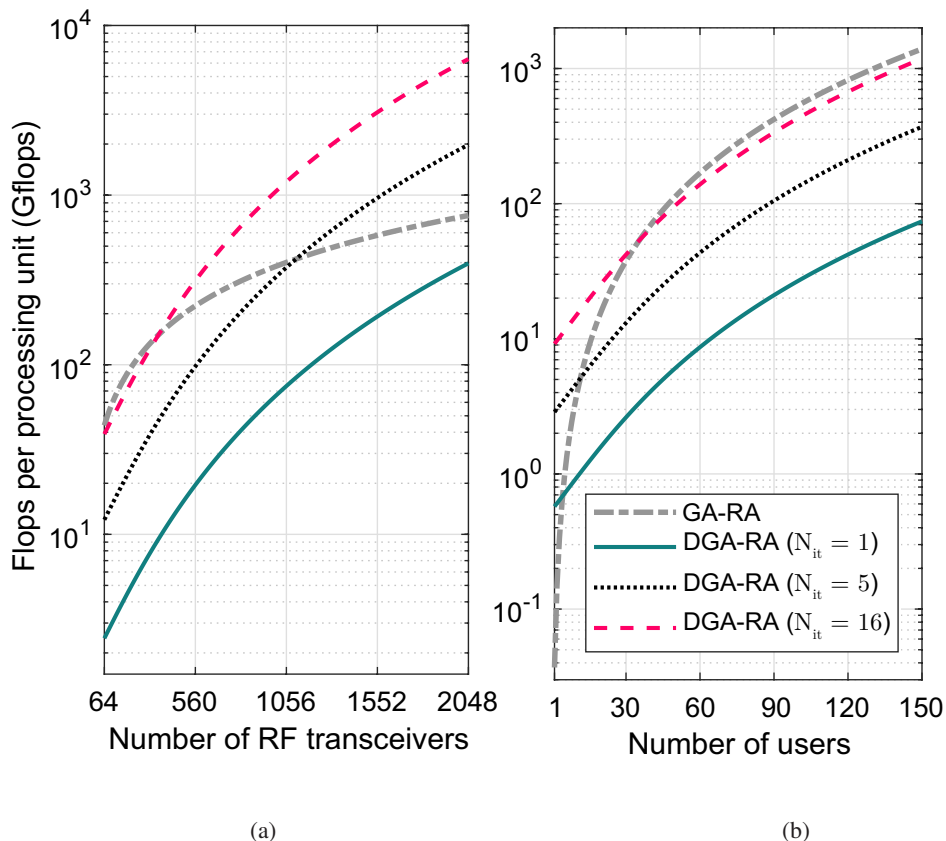 Flops per processing unit (Gflops)
10^4
10^3
10^2
10^1
64 560 1056 1552 2048
Number of RF transceivers
(a)
10^3
10^2
10^1
10^0
10^-1
1 30 60 90 120 150
Number of users
GA-RA
DGA-RA (N_it = 1)
DGA-RA (N_it = 5)
DGA-RA (N_it = 16)
(b)